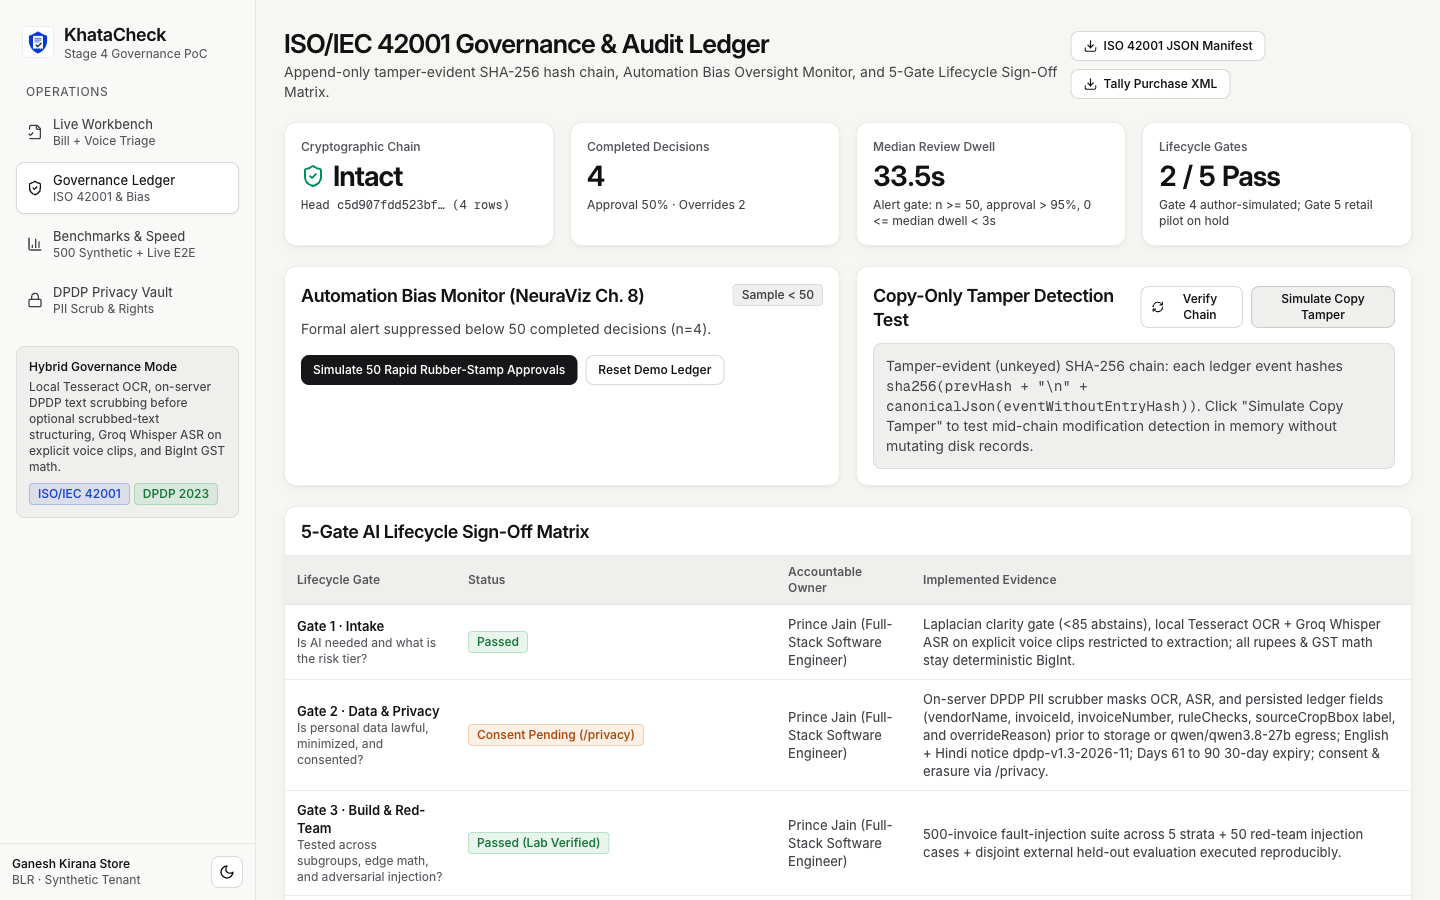 KhataCheck
Stage 4 Governance PoC
OPERATIONS
Live Workbench
Bill + Voice Triage
Governance Ledger
ISO 42001 & Bias
Benchmarks & Speed
500 Synthetic + Live E2E
DPDP Privacy Vault
PII Scrub & Rights
Hybrid Governance Mode
Local Tesseract OCR, on-server
DPDP text scrubbing before
optional scrubbed-text
structuring, Groq Whisper ASR on
explicit voice clips, and BigInt GST
math.
ISO/IEC 42001
DPDP 2023
Ganesh Kirana Store
BLR · Synthetic Tenant
ISO/IEC 42001 Governance & Audit Ledger
Append-only tamper-evident SHA-256 hash chain, Automation Bias Oversight Monitor, and 5-Gate Lifecycle Sign-Off
Matrix.
ISO 42001 JSON Manifest
Tally Purchase XML
Cryptographic Chain
Intact
Head c5d907fdd523bf… (4 rows)
Completed Decisions
4
Approval 50% · Overrides 2
Median Review Dwell
33.5s
Alert gate: n >= 50, approval > 95%, 0
<= median dwell < 3s
Lifecycle Gates
2 / 5 Pass
Gate 4 author-simulated; Gate 5 retail
pilot on hold
Automation Bias Monitor (NeuraViz Ch. 8)
Sample < 50
Formal alert suppressed below 50 completed decisions (n=4).
Simulate 50 Rapid Rubber-Stamp Approvals
Reset Demo Ledger
Copy-Only Tamper Detection
Test
Verify
Chain
Simulate Copy
Tamper
Tamper-evident (unkeyed) SHA-256 chain: each ledger event hashes
sha256(prevHash + "\n" +
canonicalJson(eventWithoutEntryHash)). Click "Simulate Copy
Tamper" to test mid-chain modification detection in memory without
mutating disk records.
5-Gate AI Lifecycle Sign-Off Matrix
Lifecycle Gate
Status
Accountable
Owner
Implemented Evidence
Gate 1 · Intake
Is AI needed and what is
the risk tier?
Passed
Prince Jain (Full-
Stack Software
Engineer)
Laplacian clarity gate (<85 abstains), local Tesseract OCR + Groq Whisper
ASR on explicit voice clips restricted to extraction; all rupees & GST math
stay deterministic BigInt.
Gate 2 · Data & Privacy
Is personal data lawful,
minimized, and
consented?
Consent Pending (/privacy)
Prince Jain (Full-
Stack Software
Engineer)
On-server DPDP PII scrubber masks OCR, ASR, and persisted ledger fields
(vendorName, invoiceId, invoiceNumber, ruleChecks, sourceCropBbox label,
and overrideReason) prior to storage or qwen/qwen3.8-27b egress; English
+ Hindi notice dpdp-v1.3-2026-11; Days 61 to 90 30-day expiry; consent &
erasure via /privacy.
Gate 3 · Build & Red-
Team
Tested across
subgroups, edge math,
and adversarial injection?
Passed (Lab Verified)
Prince Jain (Full-
Stack Software
Engineer)
500-invoice fault-injection suite across 5 strata + 50 red-team injection
cases + disjoint external held-out evaluation executed reproducibly.